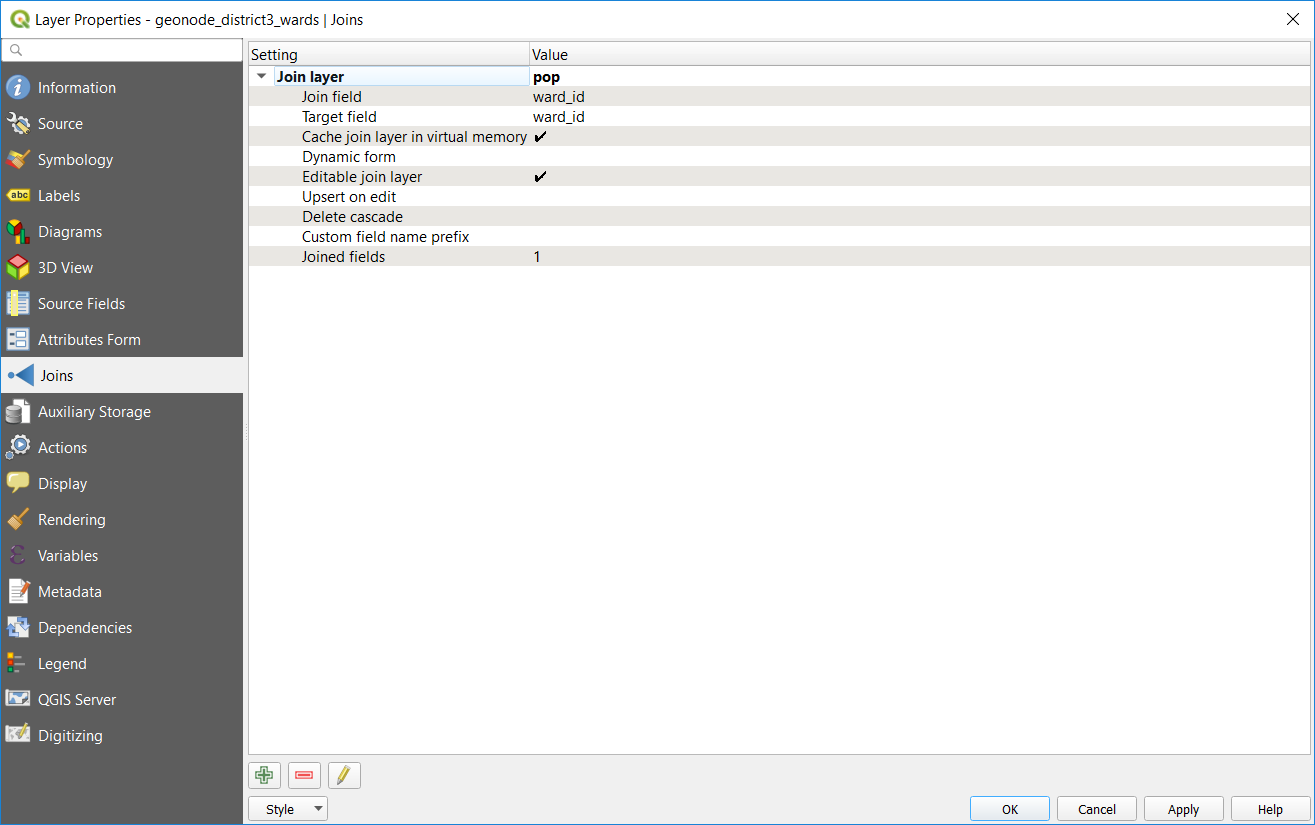 Layer Properties - geonode_district3_wards | Joins
Information
Source
Symbology
abc Labels
Diagrams
3D View
Source Fields
Attributes Form
Joins
Auxiliary Storage
Actions
Display
Rendering
Variables
Metadata
Dependencies
Legend
QGIS Server
Digitizing
Setting Value
Join layer pop
Join field ward_id
Target field ward_id
Cache join layer in virtual memory ✔
Dynamic form
Editable join layer ✔
Upsert on edit
Delete cascade
Custom field name prefix
Joined fields 1
Style OK Cancel Apply Help